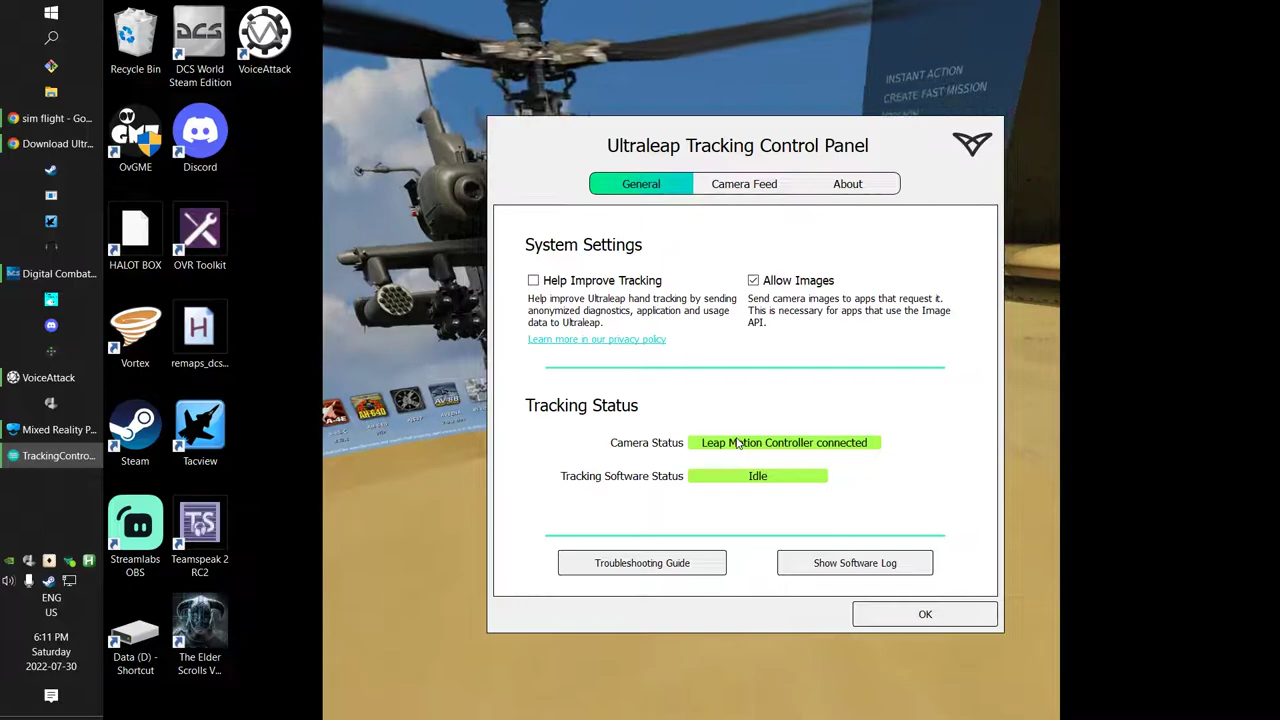 Recycle Bin
DCS World
Steam Edition
VoiceAttack
OvGME
Discord
HALOT BOX
OVR Toolkit
Vortex
remaps_dcs...
Steam
Tacview
Streamlabs
OBS
Teamspeak 2
RC2
Data (D) -
Shortcut
The Elder
Scrolls V...
sim flight - Go...
Download Ultr...
Digital Combat...
VoiceAttack
Mixed Reality P...
TrackingContro...
ENG
US
6:11 PM
Saturday
2022-07-30
INSTANT ACTION
CREATE FAST MISSION
Ultraleap Tracking Control Panel
General
Camera Feed
About
System Settings
Help Improve Tracking
Help improve Ultraleap hand tracking by sending
anonymized diagnostics, application and usage
data to Ultraleap.
Learn more in our privacy policy
Allow Images
Send camera images to apps that request it.
This is necessary for apps that use the Image
API.
Tracking Status
Camera Status
Leap Motion Controller connected
Tracking Software Status
Idle
Troubleshooting Guide
Show Software Log
OK